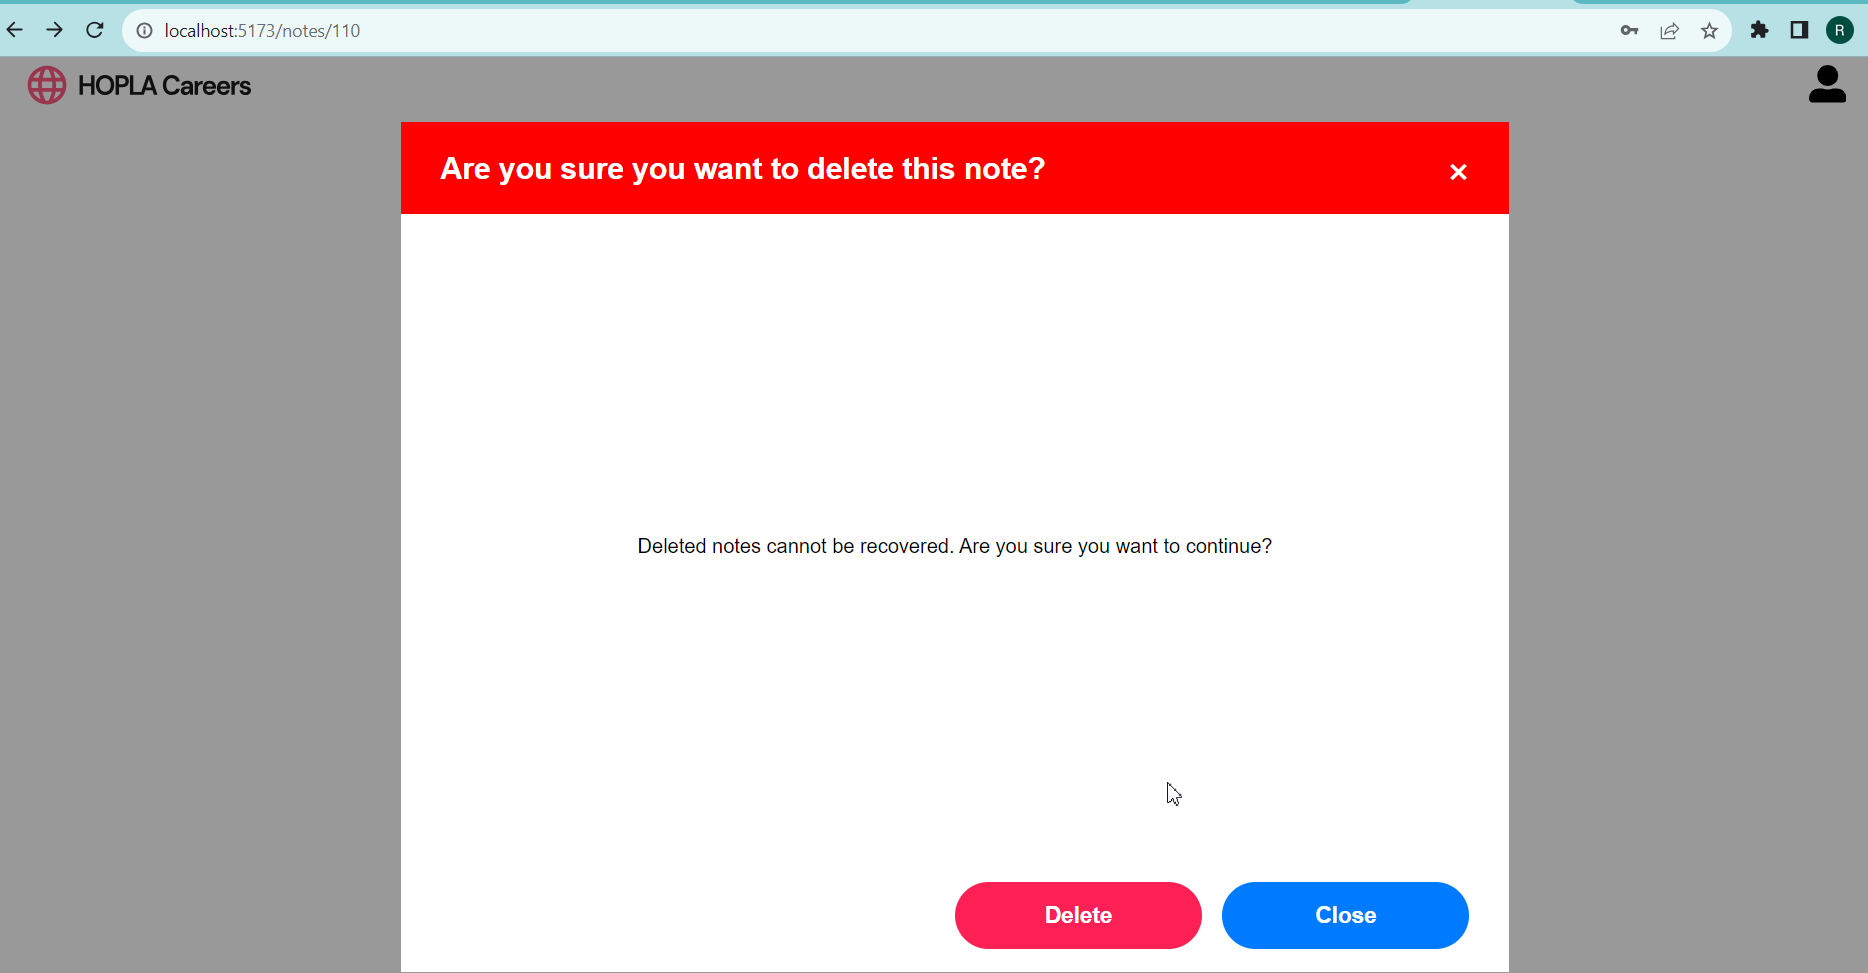 localhost:5173/notes/110
R
HOPLA Careers
Are you sure you want to delete this note?
Deleted notes cannot be recovered. Are you sure you want to continue?
Delete
Close